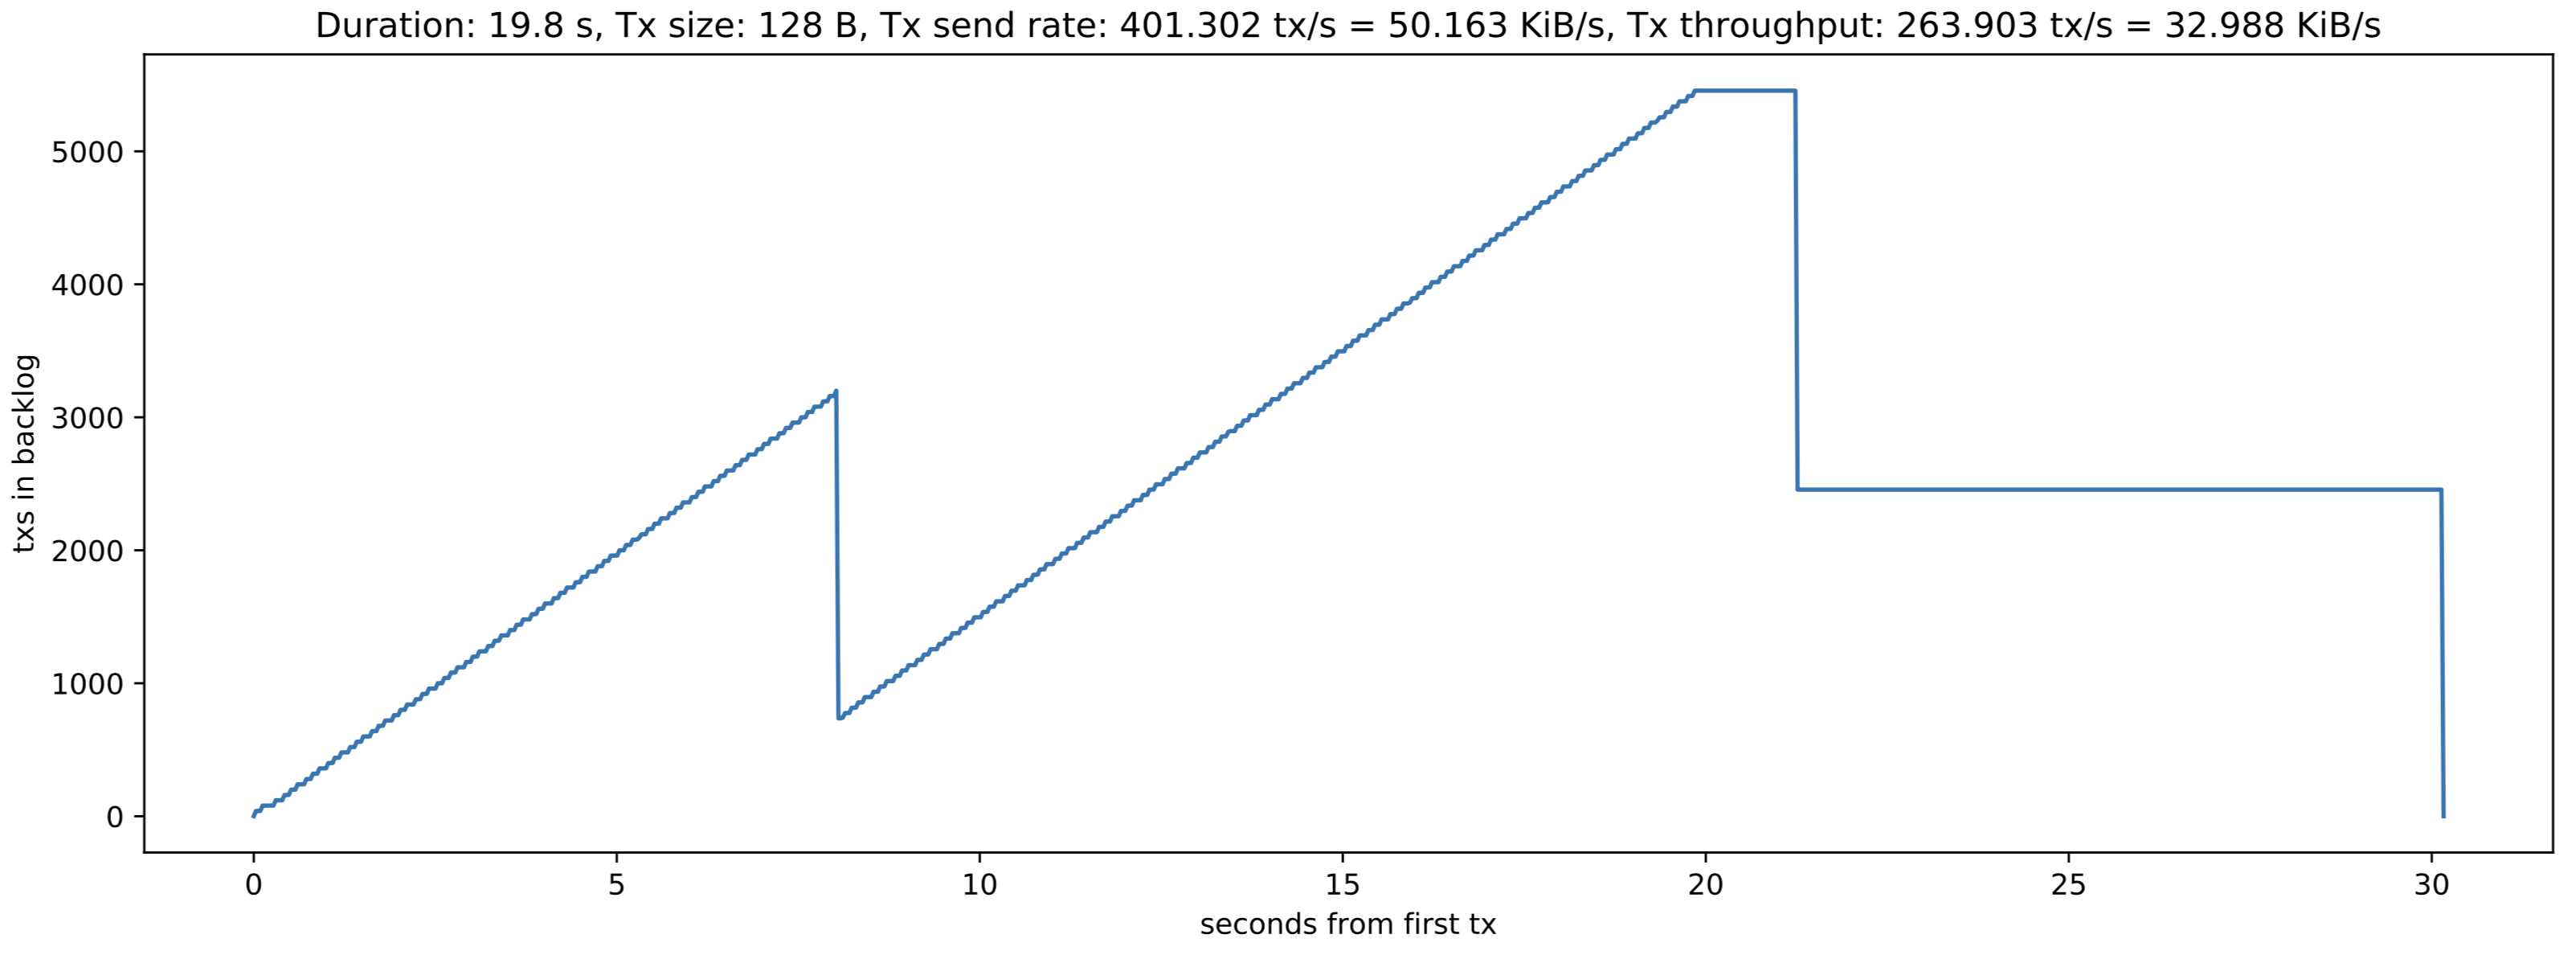 Duration: 19.8 s, Tx size: 128 B, Tx send rate: 401.302 tx/s = 50.163 KiB/s, Tx throughput: 263.903 tx/s = 32.988 KiB/s
txs in backlog
5000
4000
3000
2000
1000
0
0 5 10 15 20 25 30
seconds from first tx